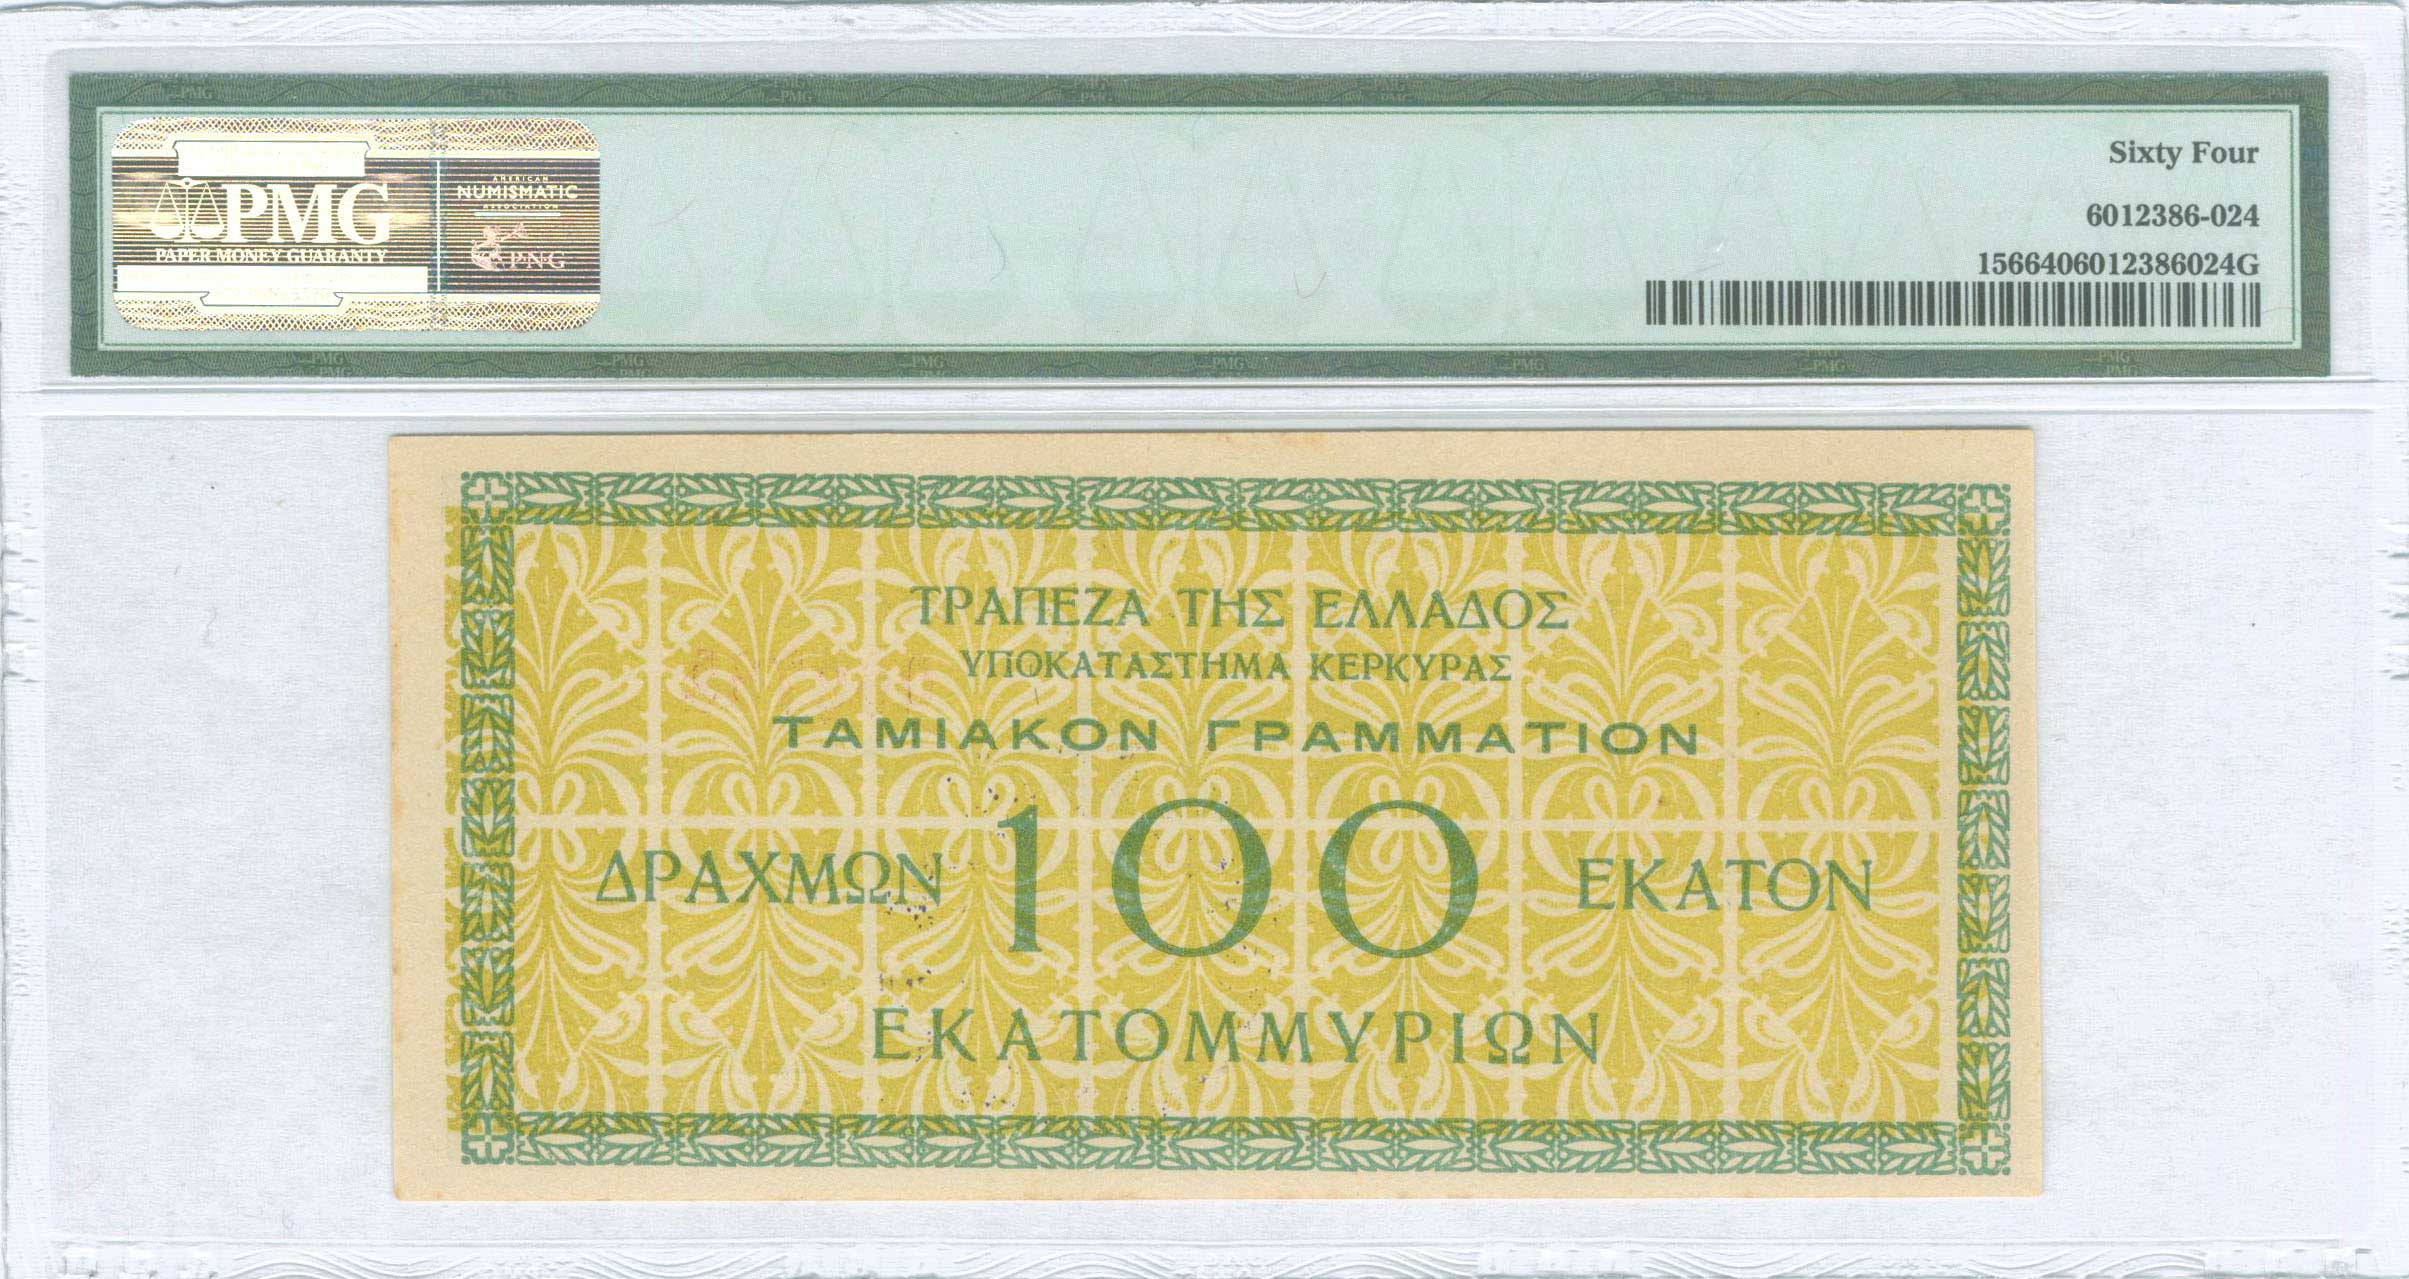 Sixty Four
6012386-024
1566406012386024G
PMG
PAPER MONEY GUARANTY
AMERICAN
NUMISMATIC
ASSOCIATION
PNG
ΤΡΑΠΕΖΑ ΤΗΣ ΕΛΛΑΔΟΣ
ΥΠΟΚΑΤΑΣΤΗΜΑ ΚΕΡΚΥΡΑΣ
ΤΑΜΙΑΚΟΝ ΓΡΑΜΜΑΤΙΟΝ
ΔΡΑΧΜΩΝ 100 ΕΚΑΤΟΝ
ΕΚΑΤΟΜΜΥΡΙΩΝ